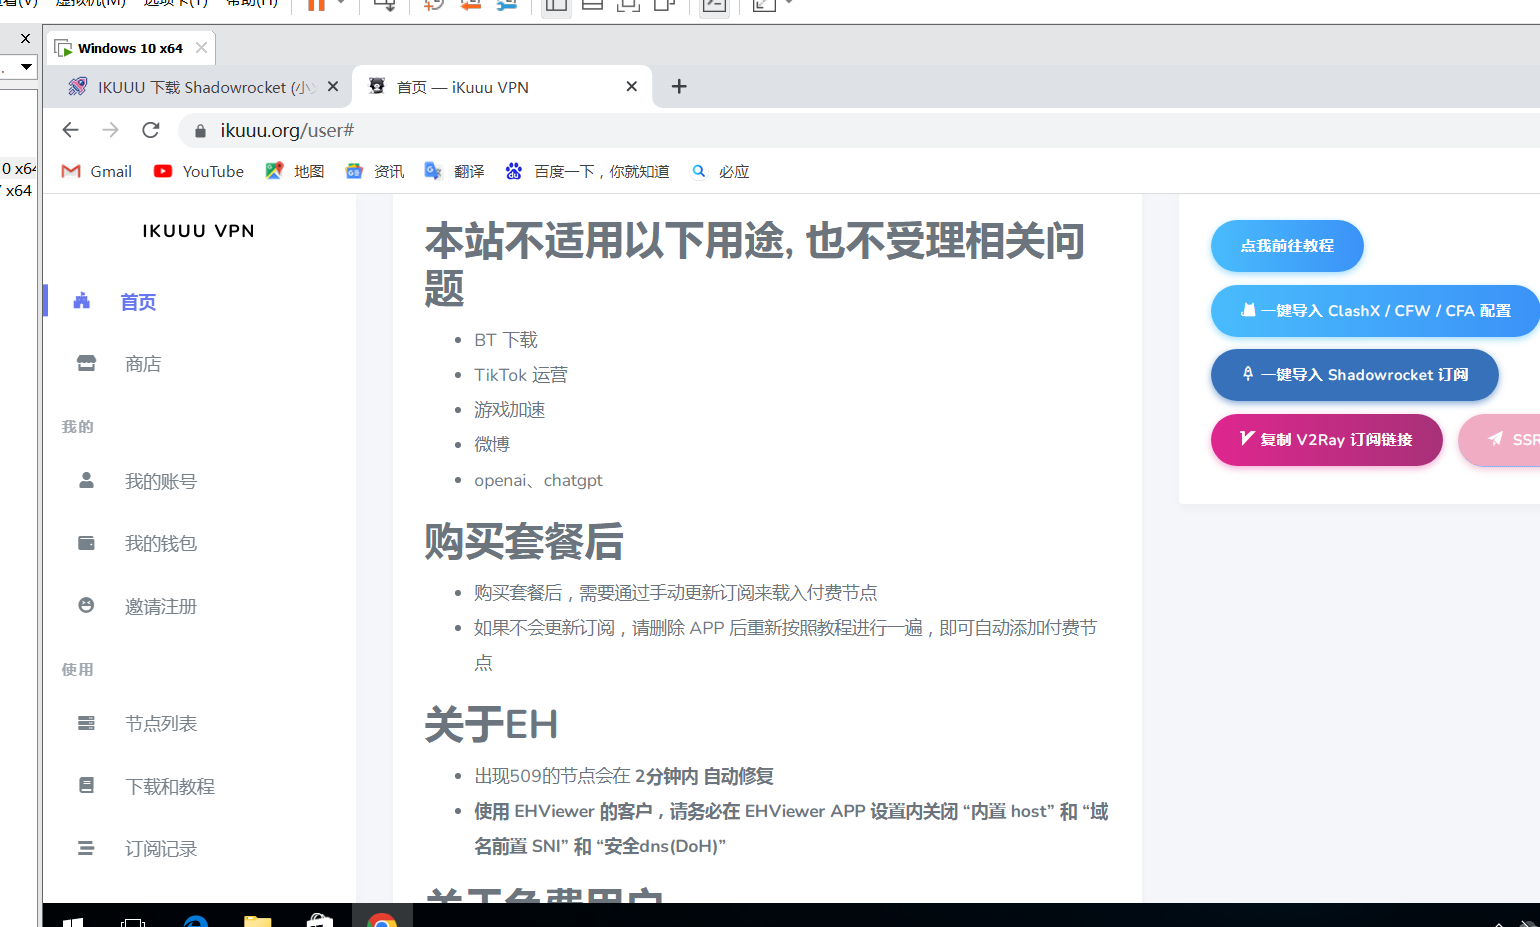 虚拟机(M) 选项卡(T) 帮助(H)
Windows 10 x64
IKUUU 下载 Shadowrocket (小
首页 — iKuuu VPN
ikuuu.org/user#
Gmail YouTube 地图 资讯 翻译 百度一下，你就知道 必应
0 x64
x64
IKUUU VPN
首页
商店
我的
我的账号
我的钱包
邀请注册
使用
节点列表
下载和教程
订阅记录
本站不适用以下用途, 也不受理相关问
题
BT 下载
TikTok 运营
游戏加速
微博
openai、chatgpt
购买套餐后
购买套餐后，需要通过手动更新订阅来载入付费节点
如果不会更新订阅，请删除 APP 后重新按照教程进行一遍，即可自动添加付费节
点
关于EH
出现509的节点会在 2分钟内 自动修复
使用 EHViewer 的客户，请务必在 EHViewer APP 设置内关闭 “内置 host” 和 “域
名前置 SNI” 和 “安全dns(DoH)”
关于免费用户
点我前往教程
一键导入 ClashX / CFW / CFA 配置
一键导入 Shadowrocket 订阅
复制 V2Ray 订阅链接
SSR